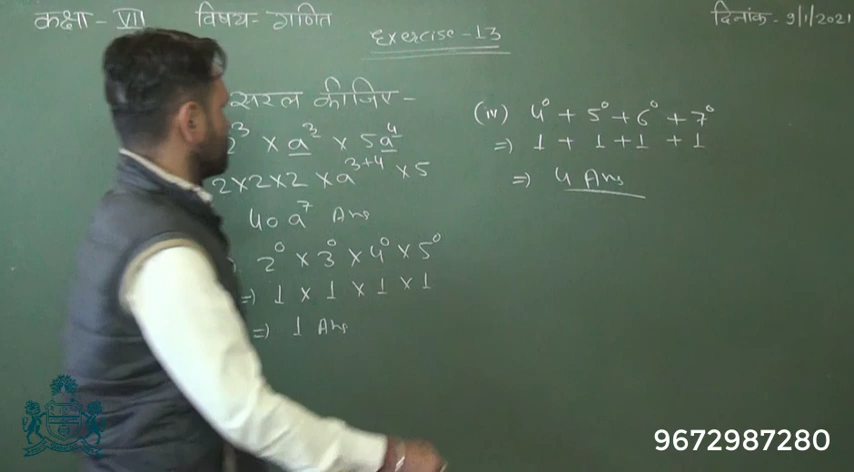 कक्षा - VII विषय - गणित दिनांक - 9/1/2021
Exercise - 13
सरल कीजिए -
2³ × a³ × 5a⁴
2×2×2 × a³⁺⁴ × 5
40a⁷ Ans
2⁰ × 3⁰ × 4⁰ × 5⁰
=) 1 × 1 × 1 × 1
=) 1 Ans
(iv) 4⁰ + 5⁰ + 6⁰ + 7⁰
=) 1 + 1 + 1 + 1
=) 4 Ans
9672987280